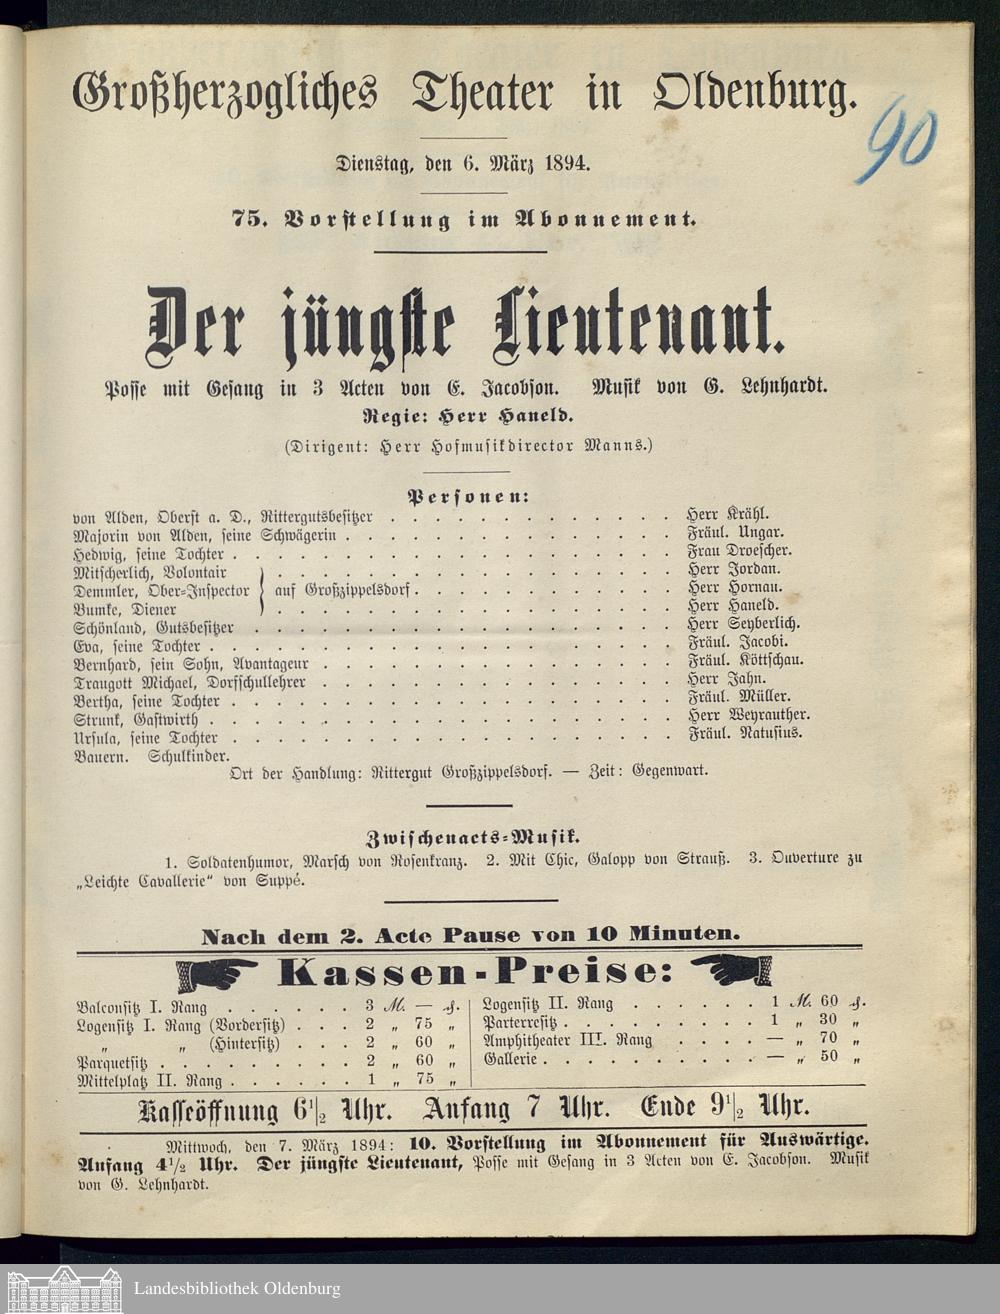 Großherzogliches Theater in Oldenburg.
90
Dienstag, den 6. März 1894.
75. Vorstellung im Abonnement.
Der jüngste Lieutenant.
Posse mit Gesang in 3 Acten von E. Jacobson. Musik von G. Lehnhardt.
Regie: Herr Haneld.
(Dirigent: Herr Hofmusikdirector Manns.)
Personen:
von Alden, Oberst a. D., Rittergutsbesitzer . . . . . . . . . . . . . Herr Krähl.
Majorin von Alden, seine Schwägerin . . . . . . . . . . . . . . . Fräul. Ungar.
Hedwig, seine Tochter . . . . . . . . . . . . . . . . . . . . Frau Droescher.
Mitscherlich, Volontair . . . . . . . . . . . . . . . . . . Herr Jordan.
Demmler, Ober-Inspector } auf Großzippelsdorf . . . . . . . . . . . . Herr Hornau.
Bumke, Diener . . . . . . . . . . . . . . . . . . Herr Haneld.
Schönland, Gutsbesitzer . . . . . . . . . . . . . . . . . . . Herr Seyberlich.
Eva, seine Tochter . . . . . . . . . . . . . . . . . . . . . Fräul. Jacobi.
Bernhard, sein Sohn, Avantageur . . . . . . . . . . . . . . . . Fräul. Köttschau.
Traugott Michael, Dorfschullehrer . . . . . . . . . . . . . . . . Herr Jahn.
Bertha, seine Tochter . . . . . . . . . . . . . . . . . . . . Fräul. Müller.
Strunk, Gastwirth . . . . . . . . . . . . . . . . . . . . . Herr Weyrauther.
Ursula, seine Tochter . . . . . . . . . . . . . . . . . . . . Fräul. Natusius.
Bauern. Schulkinder.
Ort der Handlung: Rittergut Großzippelsdorf. — Zeit: Gegenwart.
Zwischenacts-Musik.
1. Soldatenhumor, Marsch von Rosenkranz. 2. Mit Chic, Galopp von Strauß. 3. Ouverture zu
„Leichte Cavallerie“ von Suppé.
Nach dem 2. Acte Pause von 10 Minuten.
Kassen-Preise:
Balconsitz I. Rang . . . . . . 3 M. — ₰.
Logensitz I. Rang (Vordersitz) . . . 2 „ 75 „
„ „ (Hintersitz) . . . 2 „ 60 „
Parquetsitz . . . . . . . . . 2 „ 60 „
Mittelplatz II. Rang . . . . . . 1 „ 75 „
Logensitz II. Rang . . . . . . 1 M. 60 ₰.
Parterresitz . . . . . . . . . 1 „ 30 „
Amphitheater III. Rang . . . . — „ 70 „
Gallerie . . . . . . . . . . — „ 50 „
Kasseöffnung 6 1/2 Uhr. Anfang 7 Uhr. Ende 9 1/2 Uhr.
Mittwoch, den 7. März 1894: 10. Vorstellung im Abonnement für Auswärtige.
Anfang 4 1/2 Uhr. Der jüngste Lieutenant, Posse mit Gesang in 3 Acten von E. Jacobson. Musik
von G. Lehnhardt.
Landesbibliothek Oldenburg